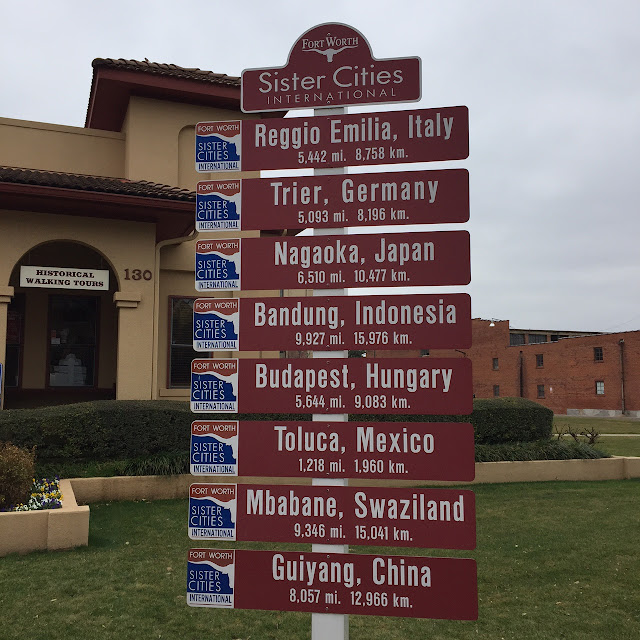 FORT WORTH
Sister Cities
INTERNATIONAL
FORT WORTH
SISTER
CITIES
INTERNATIONAL
Reggio Emilia, Italy
5,442 mi. 8,758 km.
FORT WORTH
SISTER
CITIES
INTERNATIONAL
Trier, Germany
5,093 mi. 8,196 km.
FORT WORTH
SISTER
CITIES
INTERNATIONAL
Nagaoka, Japan
6,510 mi. 10,477 km.
FORT WORTH
SISTER
CITIES
INTERNATIONAL
Bandung, Indonesia
9,927 mi. 15,976 km.
FORT WORTH
SISTER
CITIES
INTERNATIONAL
Budapest, Hungary
5,644 mi. 9,083 km.
FORT WORTH
SISTER
CITIES
INTERNATIONAL
Toluca, Mexico
1,218 mi. 1,960 km.
FORT WORTH
SISTER
CITIES
INTERNATIONAL
Mbabane, Swaziland
9,346 mi. 15,041 km.
FORT WORTH
SISTER
CITIES
INTERNATIONAL
Guiyang, China
8,057 mi. 12,966 km.
HISTORICAL
WALKING TOURS
130